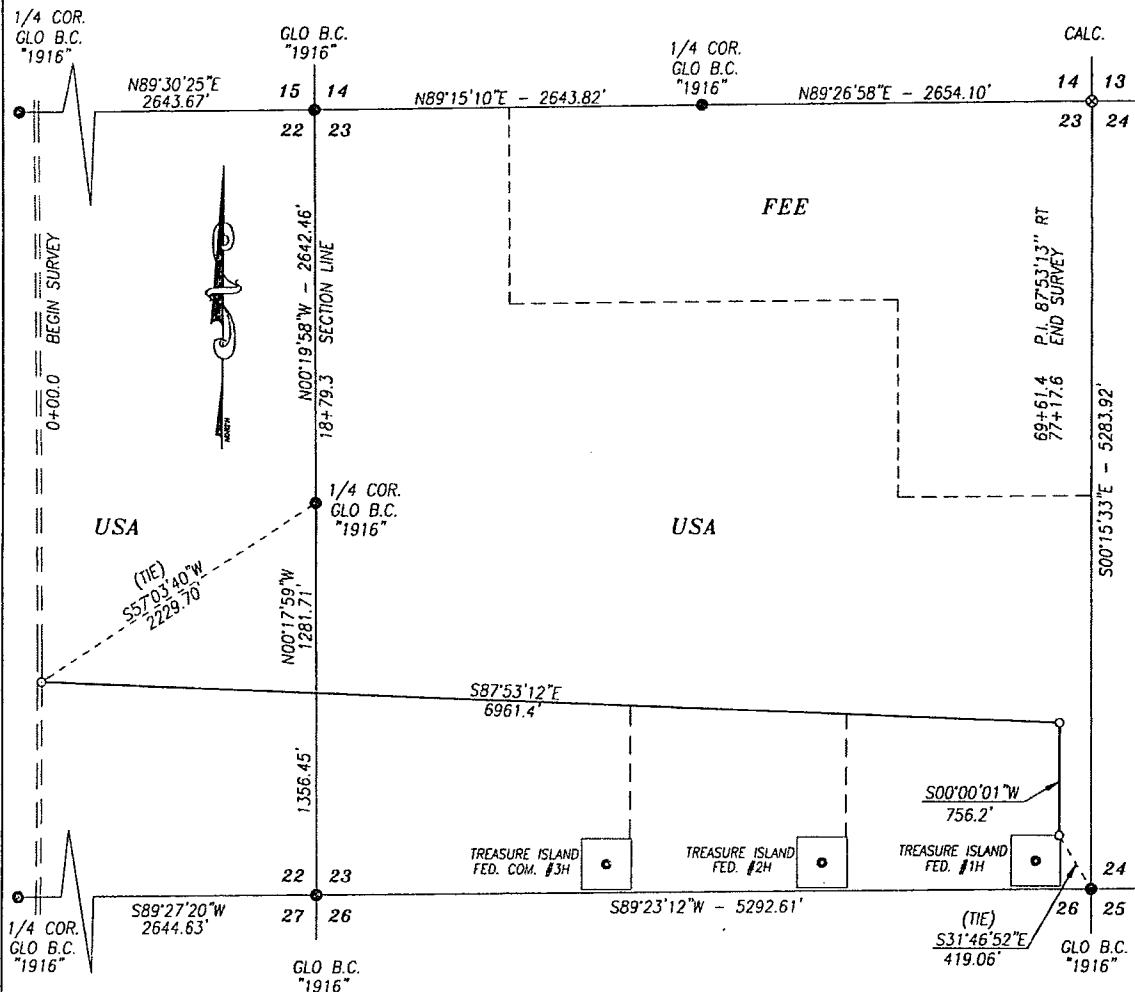 1/4 COR.
GLO B.C.
"1916"
GLO B.C.
"1916"
1/4 COR.
GLO B.C.
"1916"
CALC.
N89°30'25"E
2643.67'
15 14
22 23
N89°15'10"E - 2643.82'
N89°26'58"E - 2654.10'
14 13
23 24
FEE
0+00.0 BEGIN SURVEY
NORTH
N00°19'58"W - 2642.46'
18+79.3 SECTION LINE
69+61.4 P.I. 87°53'13" RT
77+17.6 END SURVEY
S00°15'33"E - 5283.92'
1/4 COR.
GLO B.C.
"1916"
USA
USA
(TIE)
S57°03'40"W
2229.70'
N00°17'59"W
1281.71'
S87°53'12"E
6961.4'
1356.45'
S00°00'01"W
756.2'
TREASURE ISLAND
FED. COM. #3H
TREASURE ISLAND
FED. #2H
TREASURE ISLAND
FED. #1H
22 23
27 26
24
26 25
S89°27'20"W
2644.63'
S89°23'12"W - 5292.61'
(TIE)
S31°46'52"E
419.06'
1/4 COR.
GLO B.C.
"1916"
GLO B.C.
"1916"
GLO B.C.
"1916"